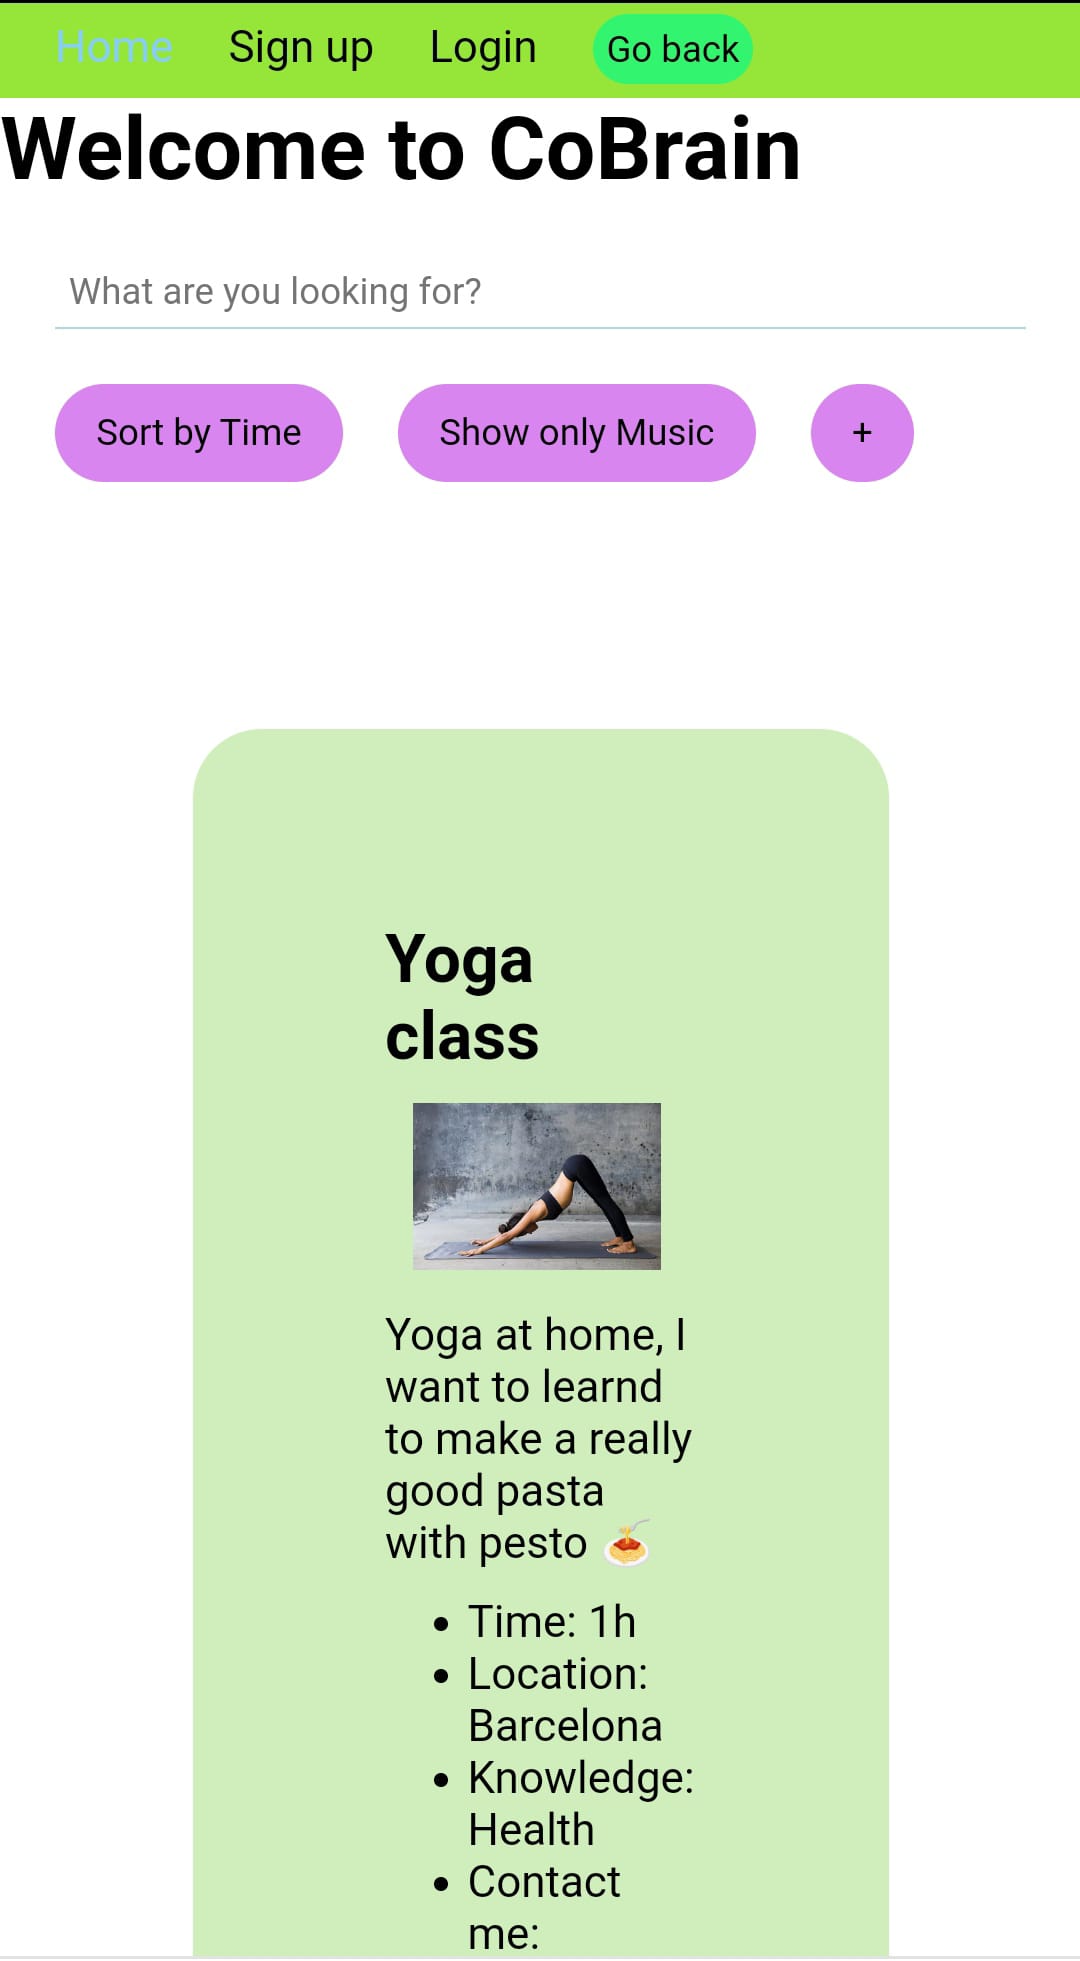 Home Sign up Login Go back
Welcome to CoBrain
What are you looking for?
Sort by Time Show only Music +
Yoga
class
Yoga at home, I
want to learnd
to make a really
good pasta
with pesto 🍝
• Time: 1h
• Location:
Barcelona
• Knowledge:
Health
• Contact
me: